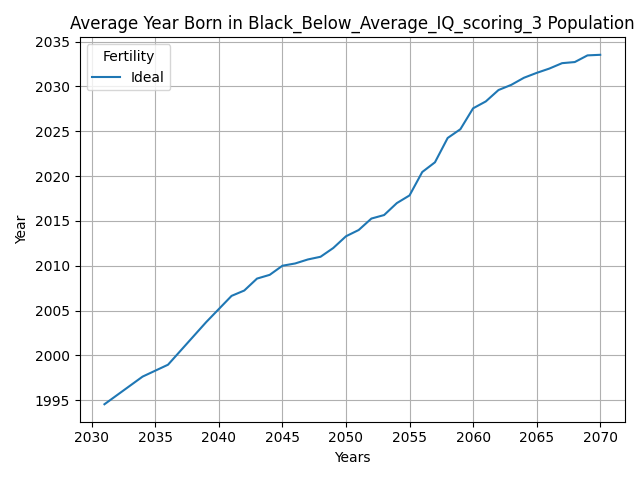 Average Year Born in Black_Below_Average_IQ_scoring_3 Population
Fertility
Ideal
Year
2035
2030
2025
2020
2015
2010
2005
2000
1995
2030 2035 2040 2045 2050 2055 2060 2065 2070
Years